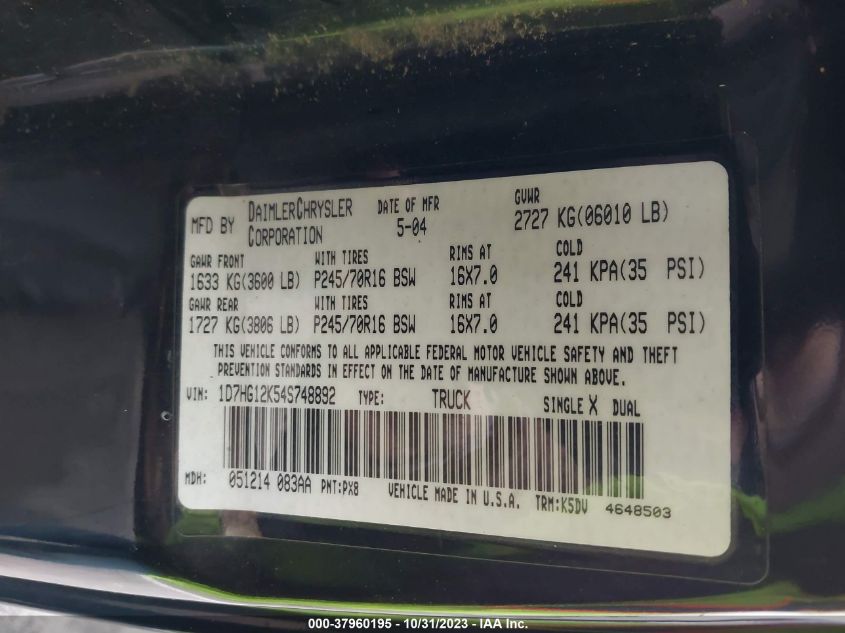 MFD BY DAIMLERCHRYSLER CORPORATION DATE OF MFR 5-04 GVWR 2727 KG(06010 LB)
GAWR FRONT WITH TIRES RIMS AT COLD
1633 KG(3600 LB) P245/70R16 BSW 16X7.0 241 KPA(35 PSI)
GAWR REAR WITH TIRES RIMS AT COLD
1727 KG(3806 LB) P245/70R16 BSW 16X7.0 241 KPA(35 PSI)
THIS VEHICLE CONFORMS TO ALL APPLICABLE FEDERAL MOTOR VEHICLE SAFETY AND THEFT
PREVENTION STANDARDS IN EFFECT ON THE DATE OF MANUFACTURE SHOWN ABOVE.
VIN: 1D7HG12K54S748892 TYPE: TRUCK SINGLE X DUAL
MDH: 051214 083AA PNT:PX8 VEHICLE MADE IN U.S.A. TRM:K5DV 4648503
000-37960195 - 10/31/2023 - IAA Inc.